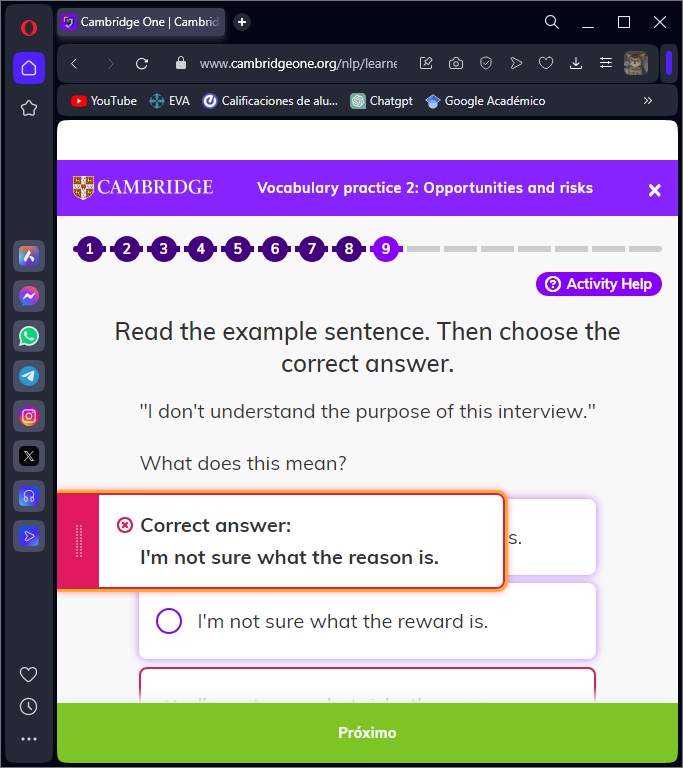 Cambridge One | Cambrid
www.cambridgeone.org/nlp/learne
YouTube
EVA
Calificaciones de alu...
Chatgpt
Google Académico
»
CAMBRIDGE
Vocabulary practice 2: Opportunities and risks
1 2 3 4 5 6 7 8 9
Activity Help
Read the example sentence. Then choose the
correct answer.
"I don't understand the purpose of this interview."
What does this mean?
Correct answer:
I'm not sure what the reason is.
s.
I'm not sure what the reward is.
Próximo